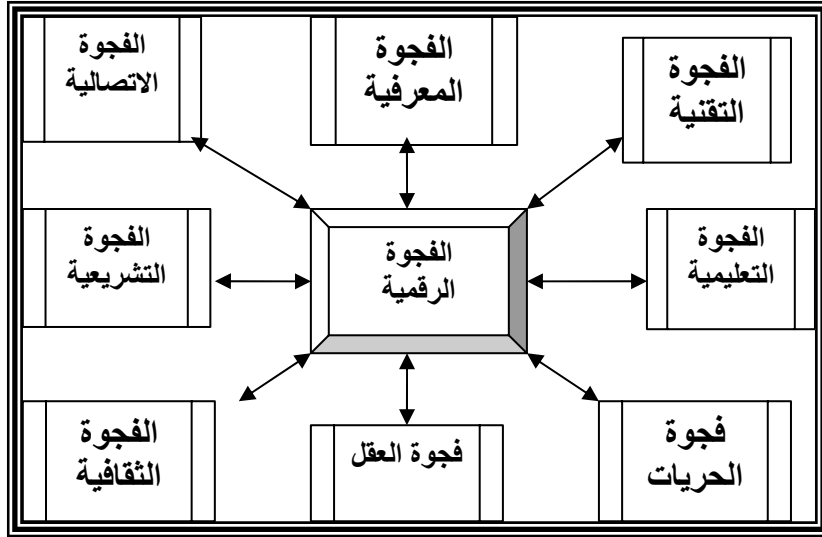 الفجوة
التقنية
الفجوة
المعرفية
الفجوة
الاتصالية
الفجوة
التعليمية
الفجوة
الرقمية
الفجوة
التشريعية
فجوة
الحريات
فجوة العقل
الفجوة
الثقافية